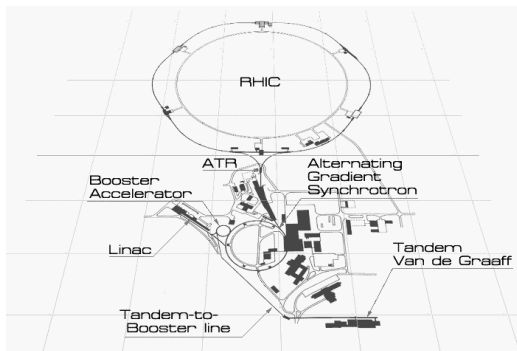 RHIC
ATR
Alternating
Gradient
Synchrotron
Booster
Accelerator
Linac
Tandem
Van de Graaff
Tandem-to-
Booster line